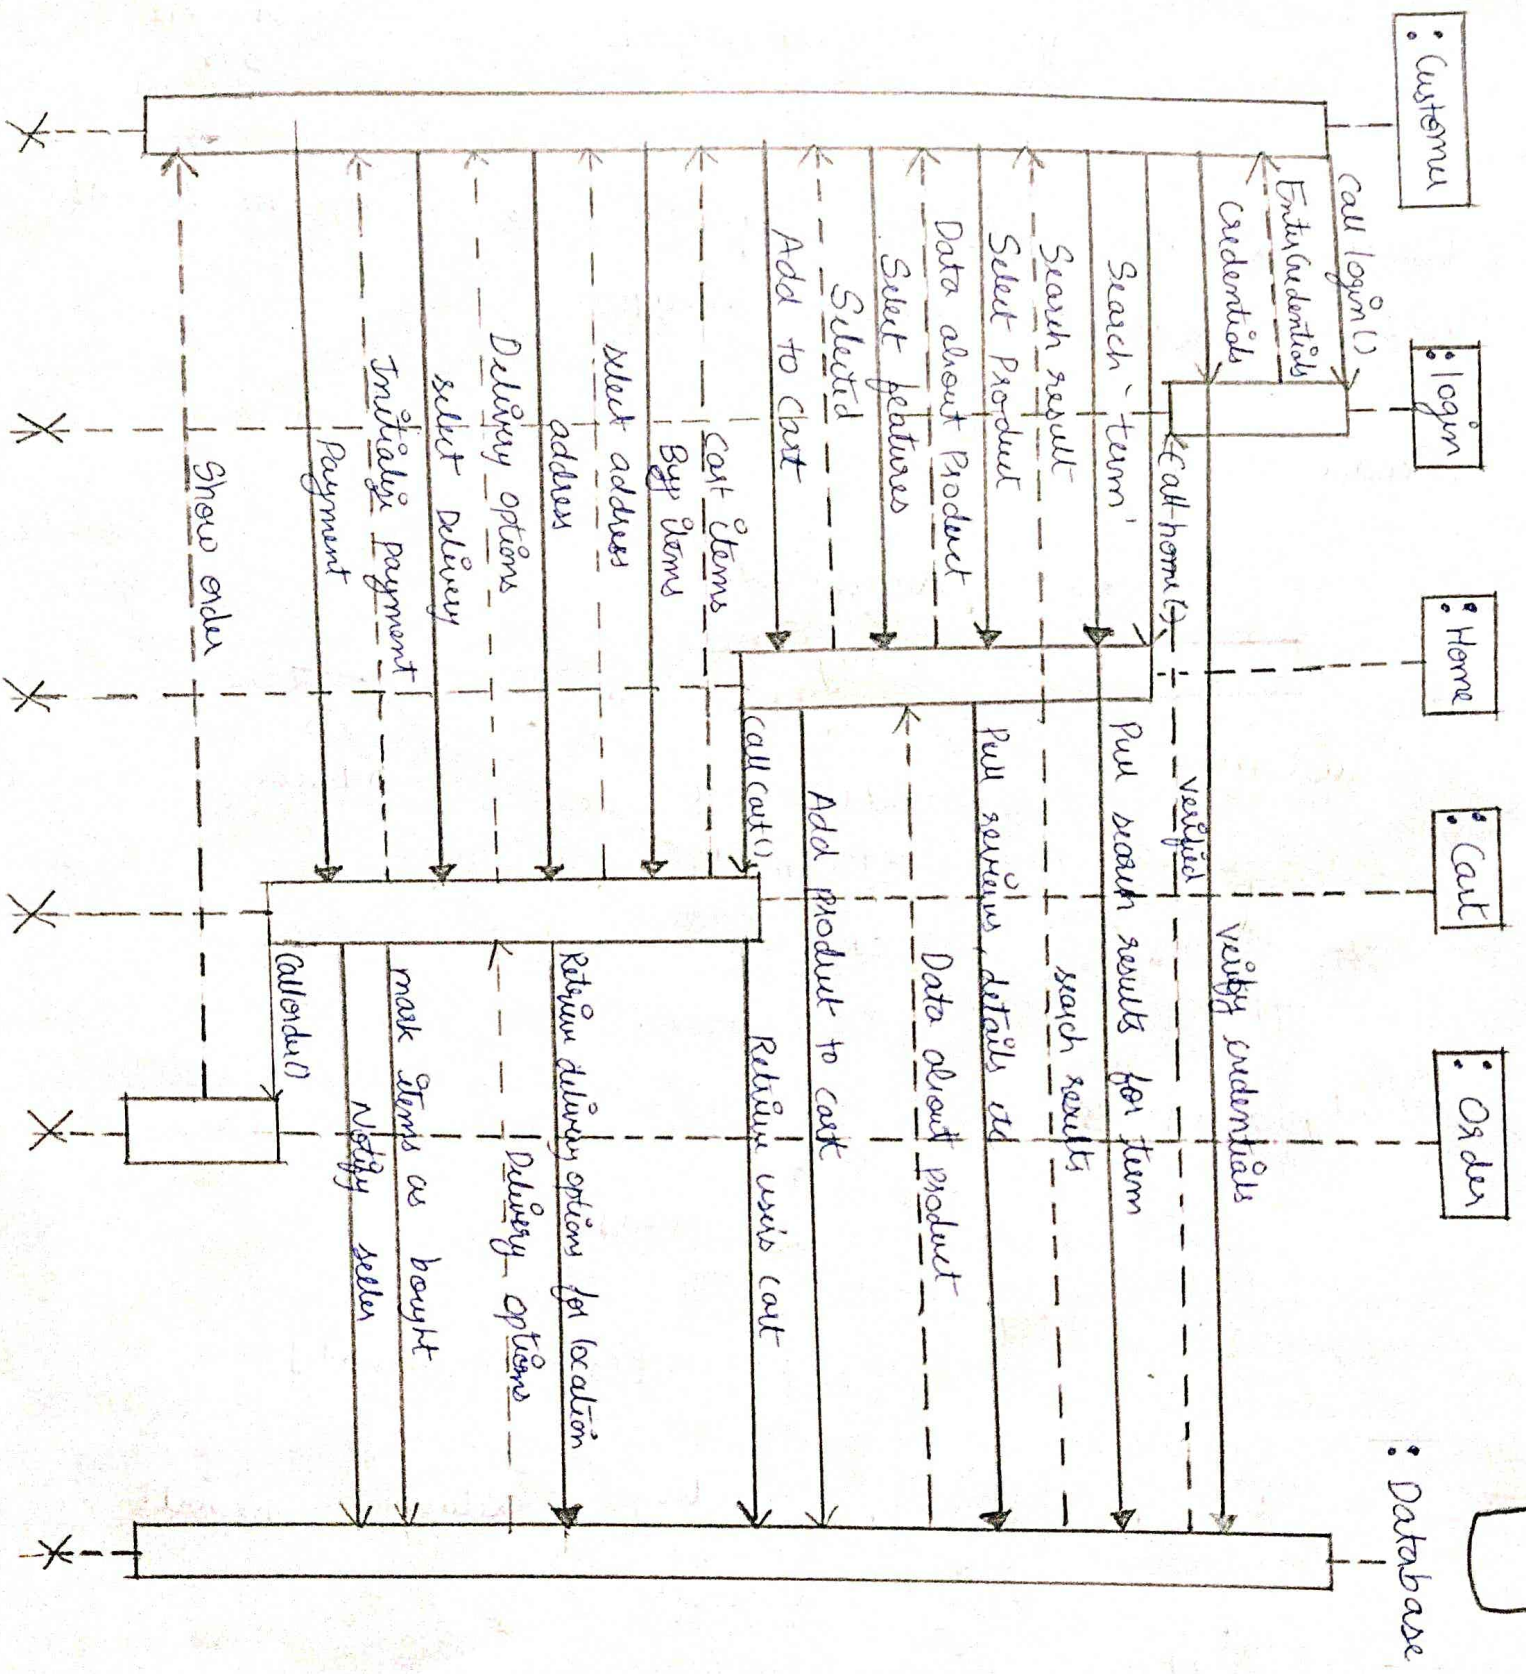 : Customer
: login
: Home
: Cart
: Order
: Database
Call login()
Enter Credentials
Credentials
verify credentials
verified
Call home()
Search 'term'
Pull search results for term
search results
Search result
Select Product
Pull reviews, details etc
Data about product
Data about Product
Select features
Selected
Add to Cart
Add product to cart
Call cart()
Retrieve user's cart
Cart items
By items
select address
address
Retrieve delivery options for location
Delivery options
Delivery options
select Delivery
Initialize payment
Payment
mark items as bought
Notify seller
Call order()
Show order